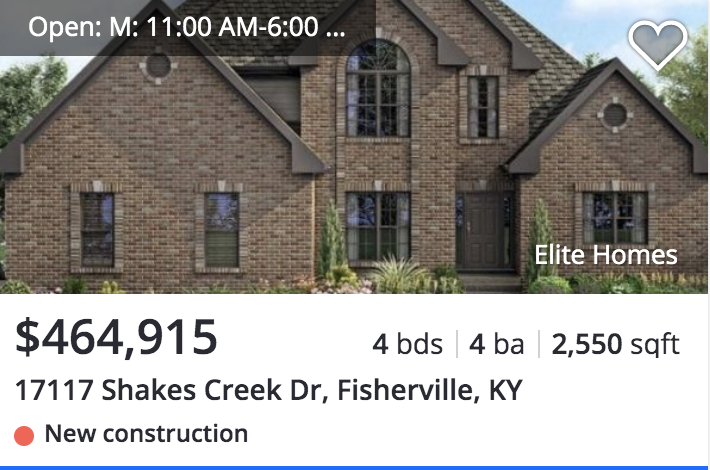 Open: M: 11:00 AM-6:00 ...
Elite Homes
$464,915
4 bds | 4 ba | 2,550 sqft
17117 Shakes Creek Dr, Fisherville, KY
New construction